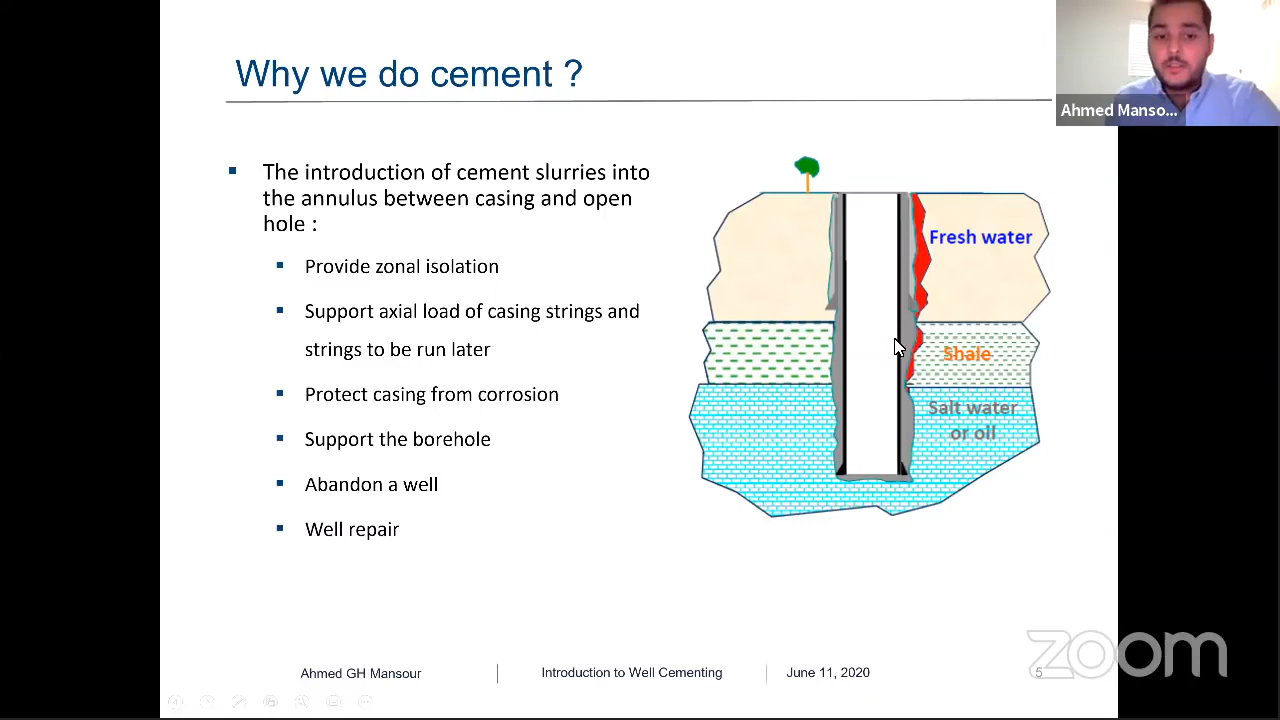 Why we do cement ?
Ahmed Manso...
The introduction of cement slurries into
the annulus between casing and open
hole :
Provide zonal isolation
Support axial load of casing strings and
strings to be run later
Protect casing from corrosion
Support the borehole
Abandon a well
Well repair
Fresh water
Shale
Salt water
or oil
Ahmed GH Mansour
Introduction to Well Cementing
June 11, 2020
5
zoom